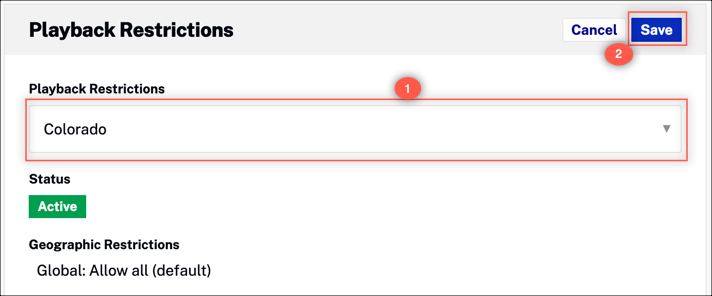 Playback Restrictions
Cancel
Save
2
Playback Restrictions
1
Colorado
Status
Active
Geographic Restrictions
Global: Allow all (default)